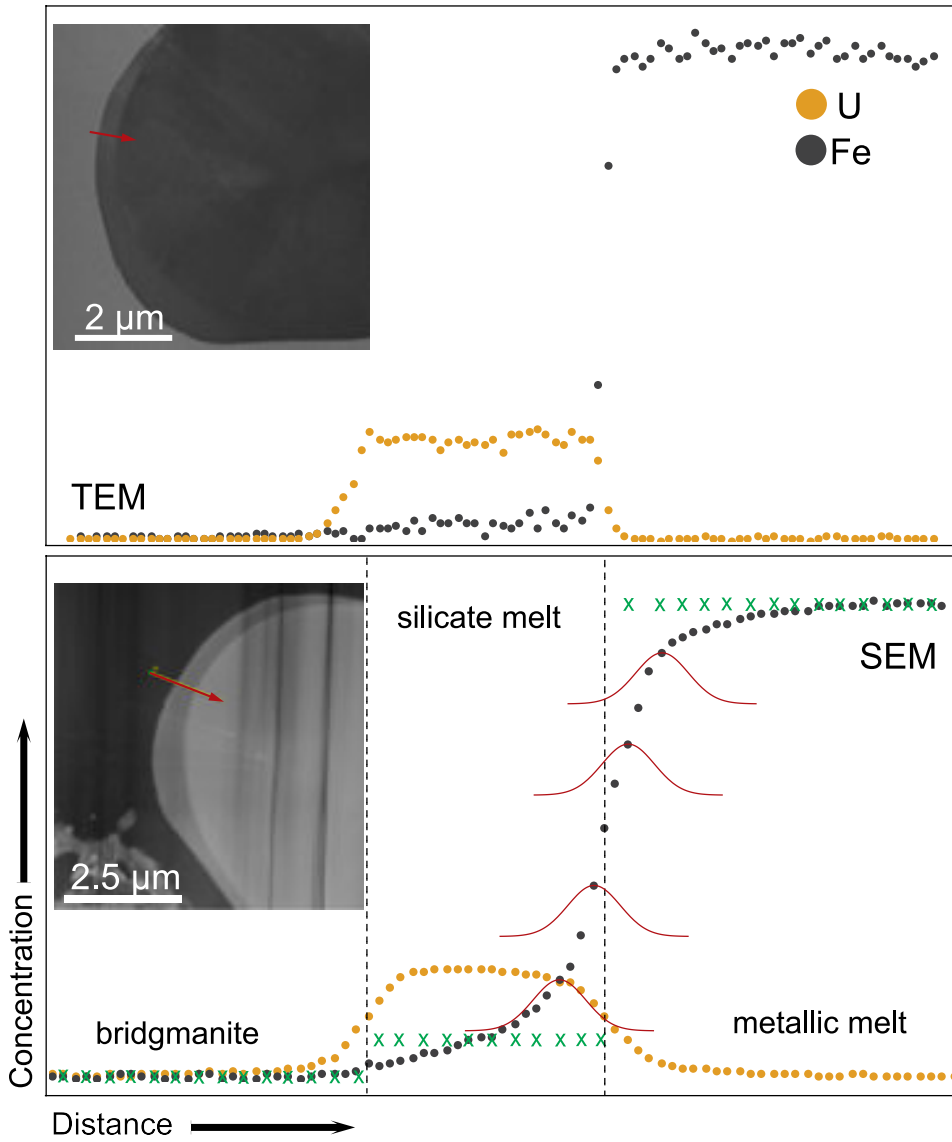 U
Fe
2 µm
TEM
silicate melt
SEM
2.5 µm
bridgmanite
metallic melt
Concentration
Distance